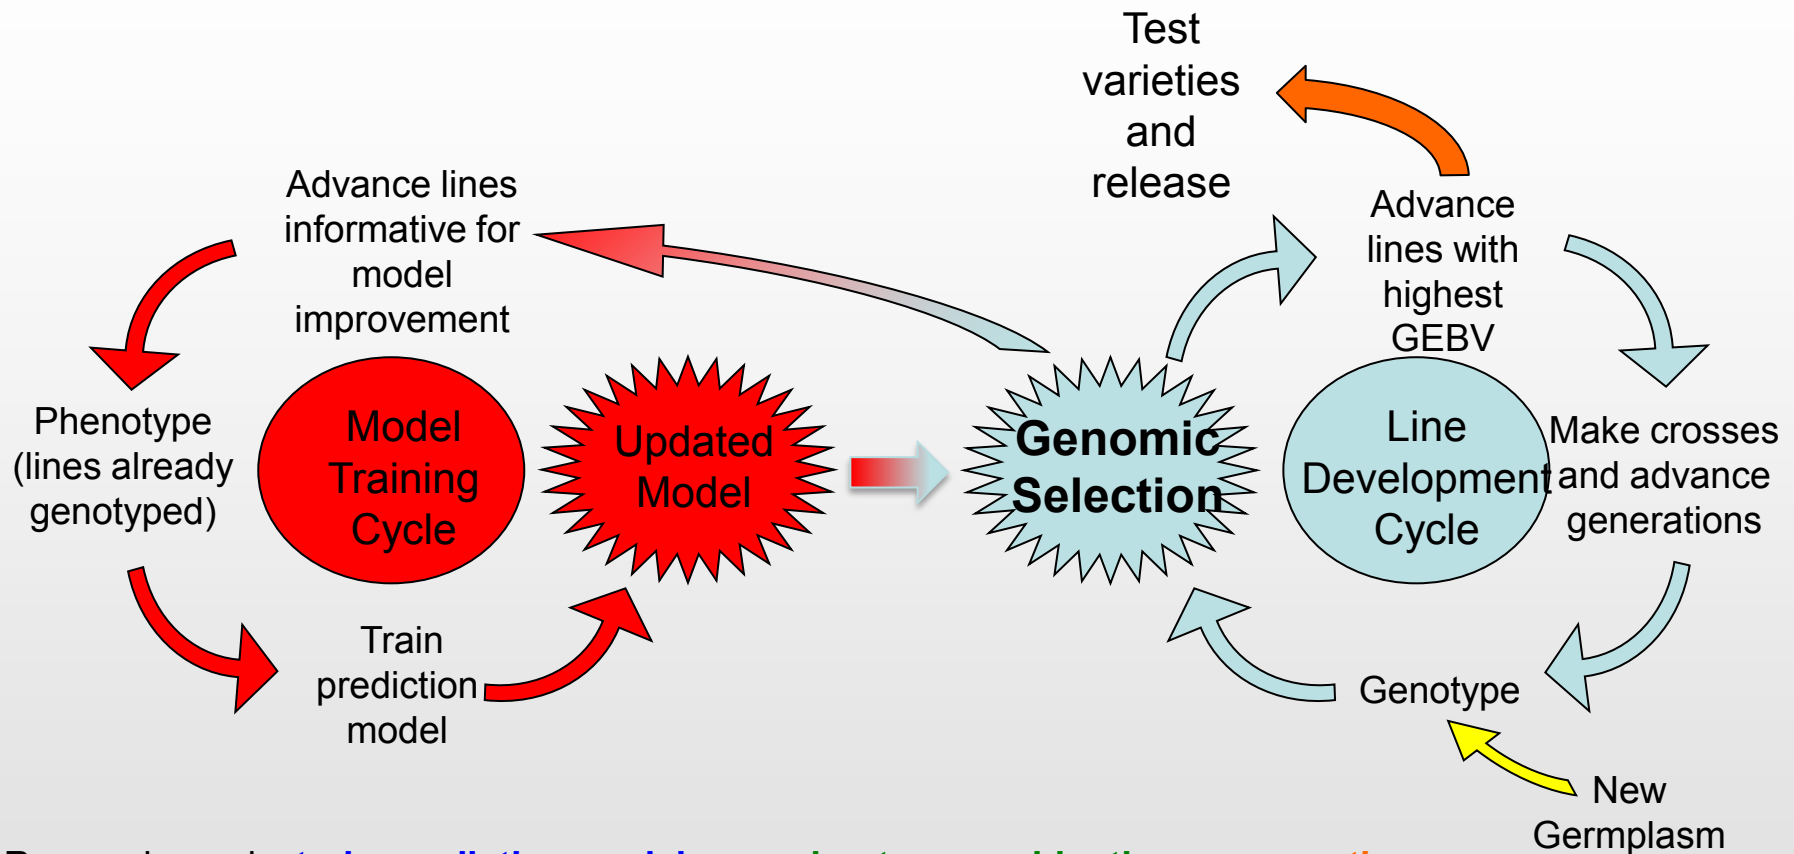 Test
varieties
and
release
Advance lines
informative for
model
improvement
Advance
lines with
highest
GEBV
Phenotype
(lines already
genotyped)
Model
Training
Cycle
Updated
Model
Genomic
Selection
Line
Development
Cycle
Make crosses
and advance
generations
Train
prediction
model
Genotype
New
Germplasm